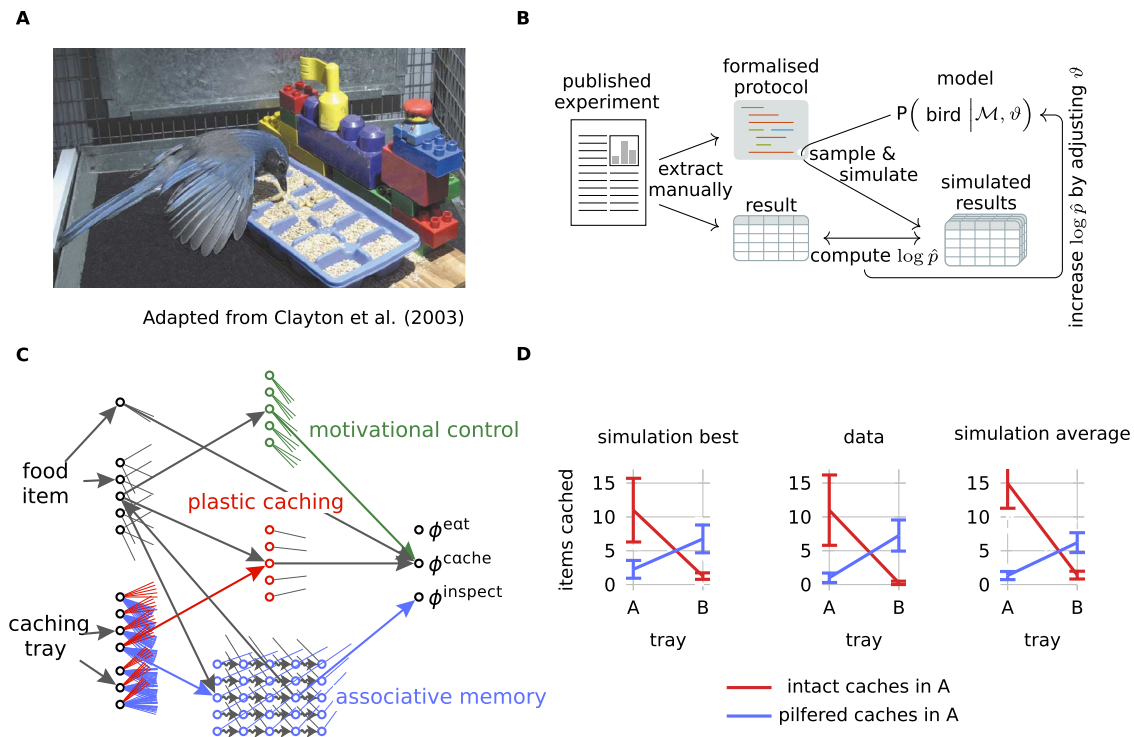 A
Adapted from Clayton et al. (2003)
B
published
experiment
formalised
protocol
model
P( bird | ℳ, ϑ)
extract
manually
sample &
simulate
result
simulated
results
compute log p̂
increase log p̂ by adjusting ϑ
C
food
item
caching
tray
motivational control
plastic caching
ϕ^eat
ϕ^cache
ϕ^inspect
associative memory
D
simulation best
data
simulation average
items cached
15
10
5
0
A B
tray
15
10
5
0
A B
tray
15
10
5
0
A B
tray
intact caches in A
pilfered caches in A